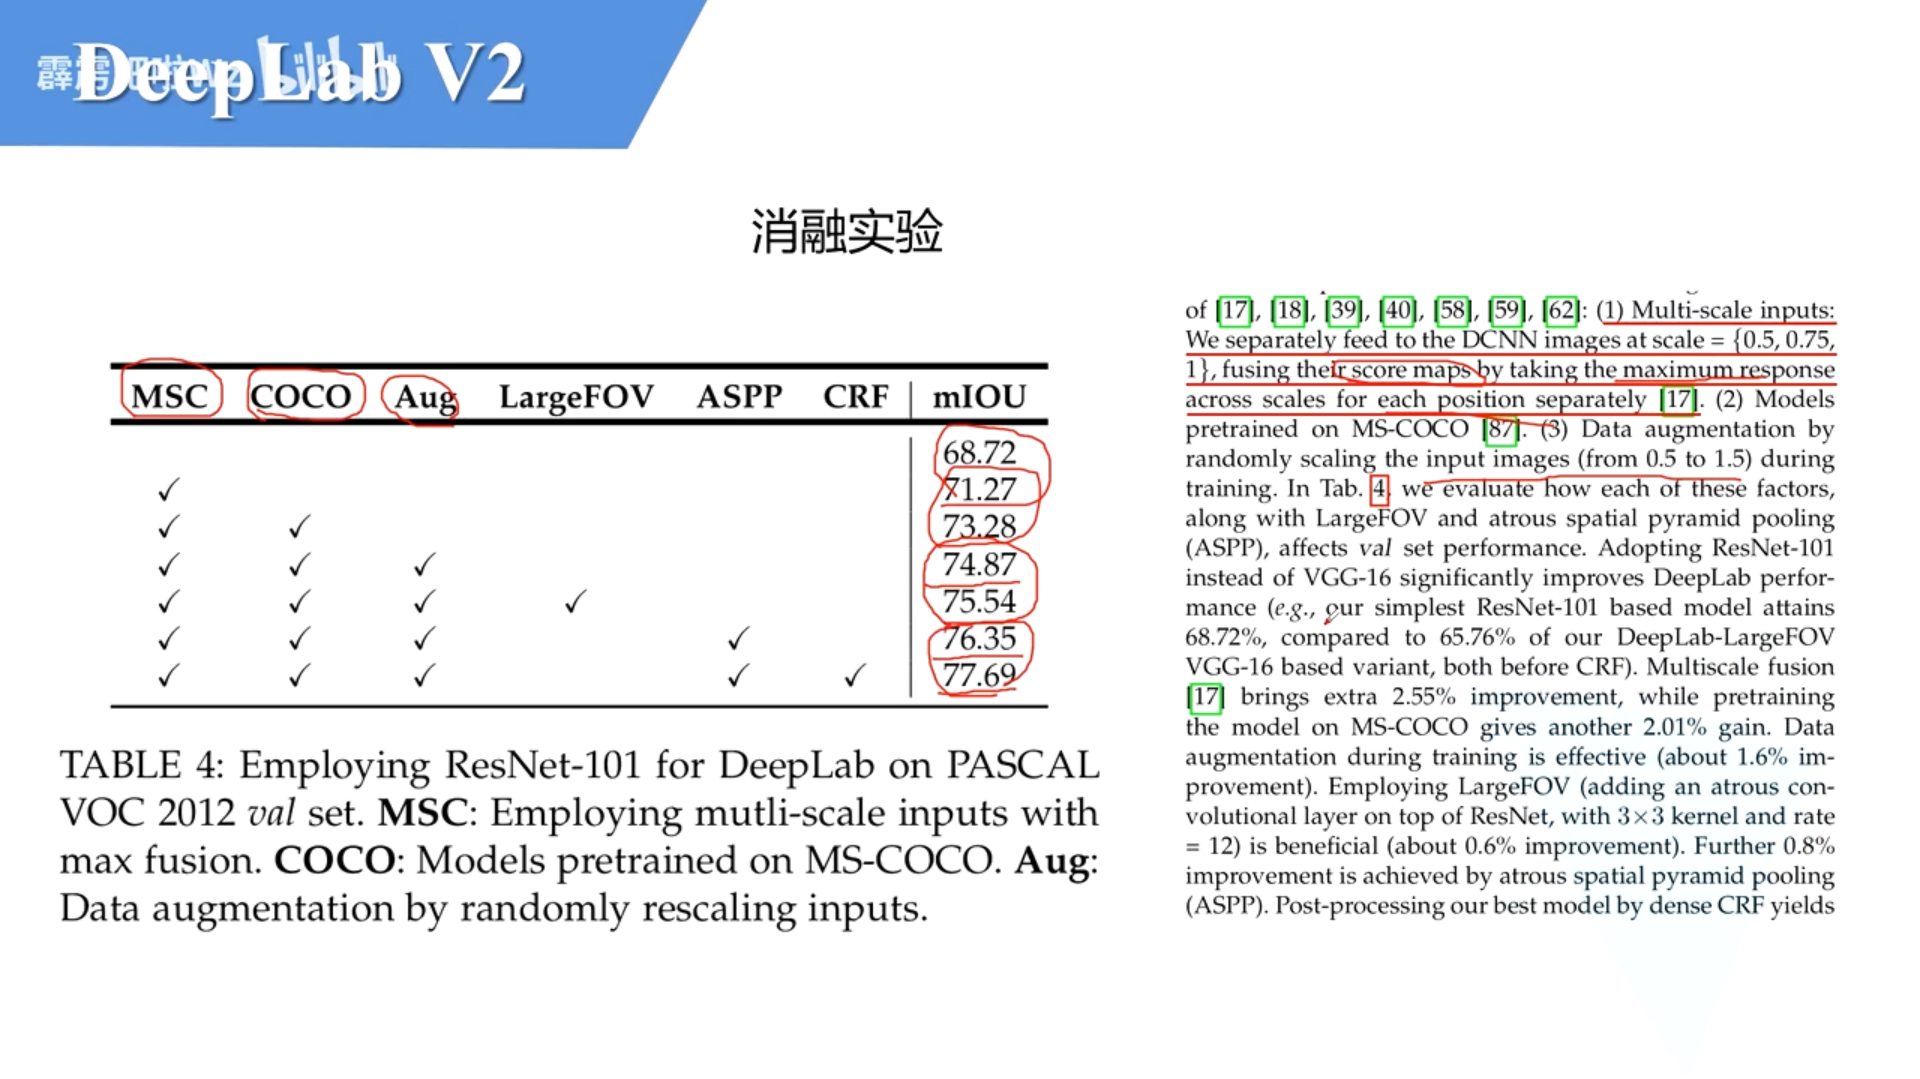 DeepLab V2
消融实验
MSC COCO Aug LargeFOV ASPP CRF mIOU
68.72
✓ 71.27
✓ ✓ 73.28
✓ ✓ ✓ 74.87
✓ ✓ ✓ ✓ 75.54
✓ ✓ ✓ ✓ 76.35
✓ ✓ ✓ ✓ ✓ 77.69
TABLE 4: Employing ResNet-101 for DeepLab on PASCAL
VOC 2012 val set. MSC: Employing mutli-scale inputs with
max fusion. COCO: Models pretrained on MS-COCO. Aug:
Data augmentation by randomly rescaling inputs.
of [17], [18], [39], [40], [58], [59], [62]: (1) Multi-scale inputs:
We separately feed to the DCNN images at scale = {0.5, 0.75,
1}, fusing their score maps by taking the maximum response
across scales for each position separately [17]. (2) Models
pretrained on MS-COCO [87]. (3) Data augmentation by
randomly scaling the input images (from 0.5 to 1.5) during
training. In Tab. 4, we evaluate how each of these factors,
along with LargeFOV and atrous spatial pyramid pooling
(ASPP), affects val set performance. Adopting ResNet-101
instead of VGG-16 significantly improves DeepLab perfor-
mance (e.g., our simplest ResNet-101 based model attains
68.72%, compared to 65.76% of our DeepLab-LargeFOV
VGG-16 based variant, both before CRF). Multiscale fusion
[17] brings extra 2.55% improvement, while pretraining
the model on MS-COCO gives another 2.01% gain. Data
augmentation during training is effective (about 1.6% im-
provement). Employing LargeFOV (adding an atrous con-
volutional layer on top of ResNet, with 3×3 kernel and rate
= 12) is beneficial (about 0.6% improvement). Further 0.8%
improvement is achieved by atrous spatial pyramid pooling
(ASPP). Post-processing our best model by dense CRF yields